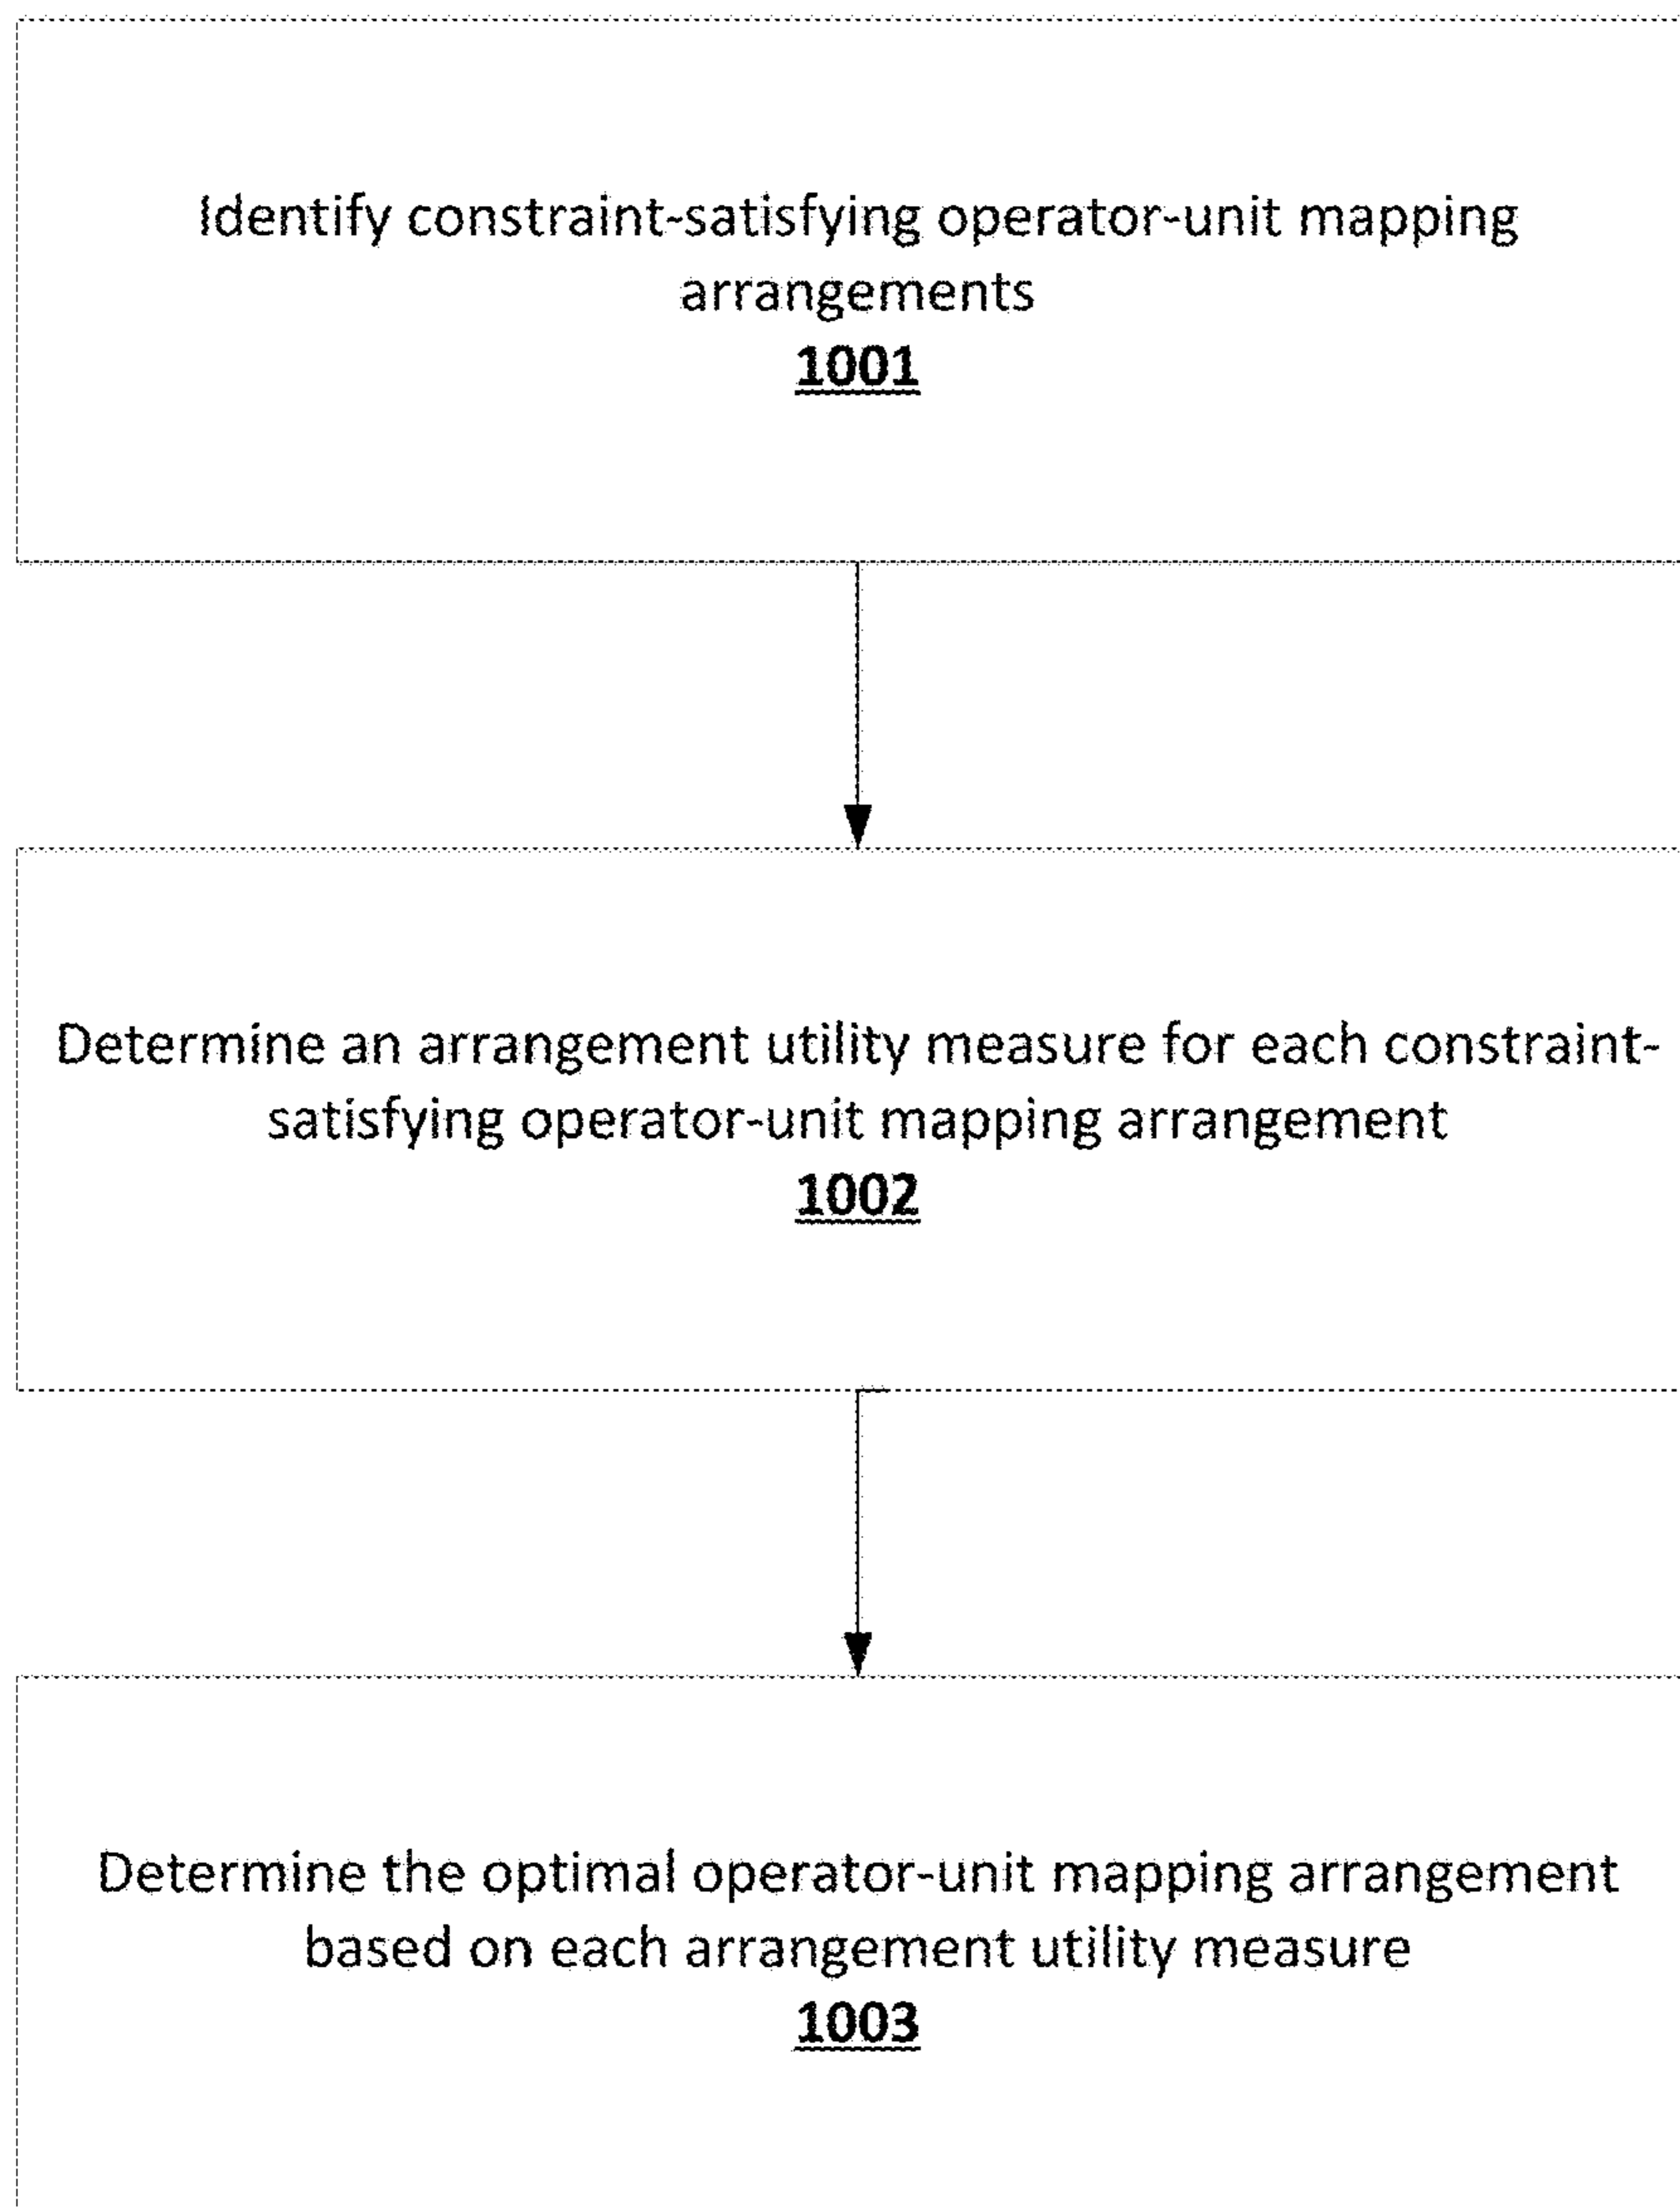 Identify constraint-satisfying operator-unit mapping
arrangements
1001
Determine an arrangement utility measure for each constraint-
satisfying operator-unit mapping arrangement
1002
Determine the optimal operator-unit mapping arrangement
based on each arrangement utility measure
1003